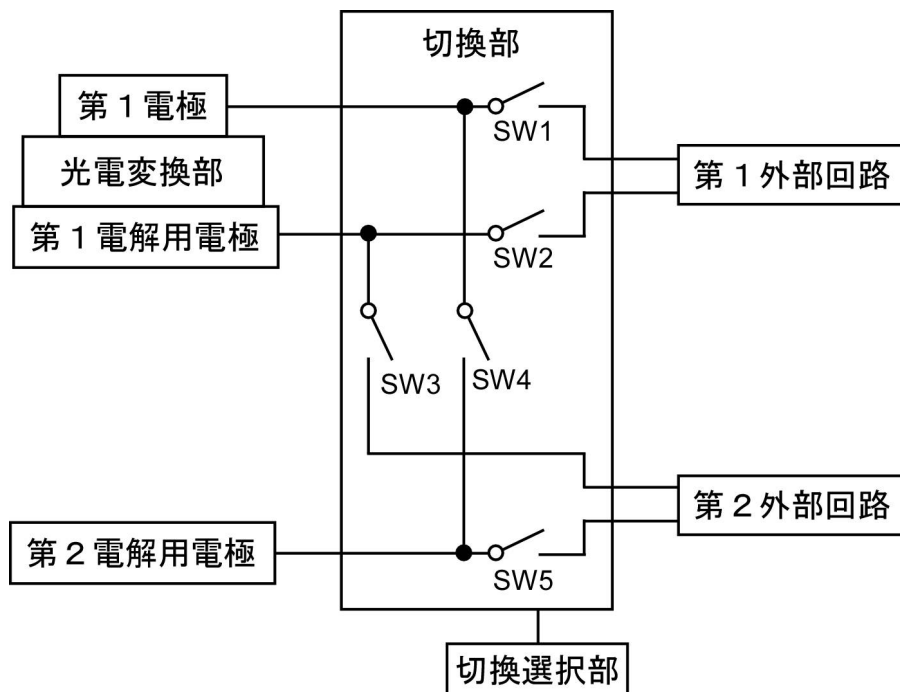 切換部
第１電極
SW1
光電変換部
第１外部回路
第１電解用電極
SW2
SW3
SW4
第２外部回路
第２電解用電極
SW5
切換選択部